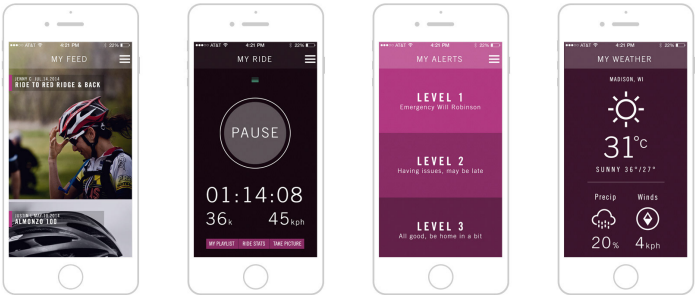 AT&T 4:21 PM 22%
MY FEED
JENNY C. JUL.14.2014
RIDE TO RED RIDGE & BACK
ALMONZO 100
AT&T 4:21 PM 22%
MY RIDE
PAUSE
01:14:08
36k 45kph
MY PLAYLIST RIDE STATS TAKE PICTURE
AT&T 4:21 PM 22%
MY ALERTS
LEVEL 1
Emergency Will Robinson
LEVEL 2
Having issues, may be late
LEVEL 3
All good, be home in a bit
AT&T 4:21 PM 22%
MY WEATHER
MADISON, WI
31°C
SUNNY 36°/27°
Precip Winds
20% 4kph